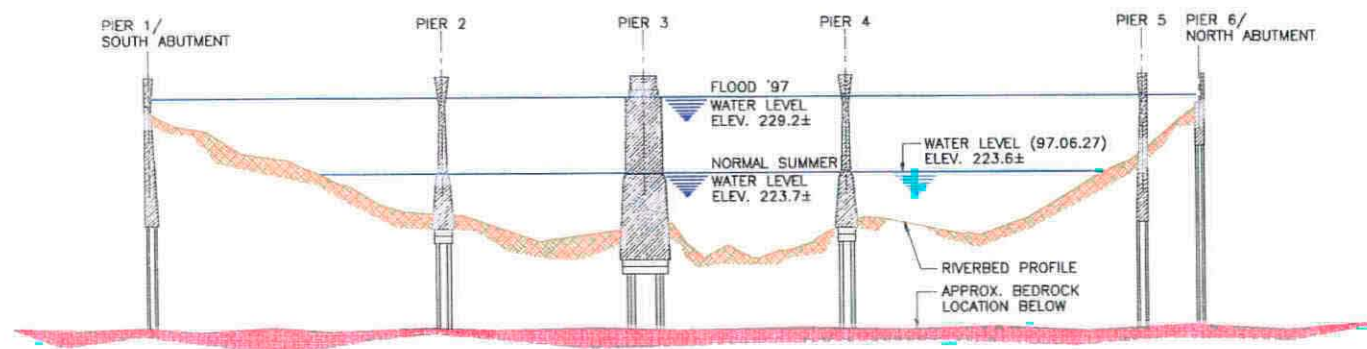 PIER 1/
SOUTH ABUTMENT
PIER 2
PIER 3
PIER 4
PIER 5
PIER 6/
NORTH ABUTMENT
FLOOD '97
WATER LEVEL
ELEV. 229.2±
WATER LEVEL (97.06.27)
ELEV. 223.6±
NORMAL SUMMER
WATER LEVEL
ELEV. 223.7±
RIVERBED PROFILE
APPROX. BEDROCK
LOCATION BELOW